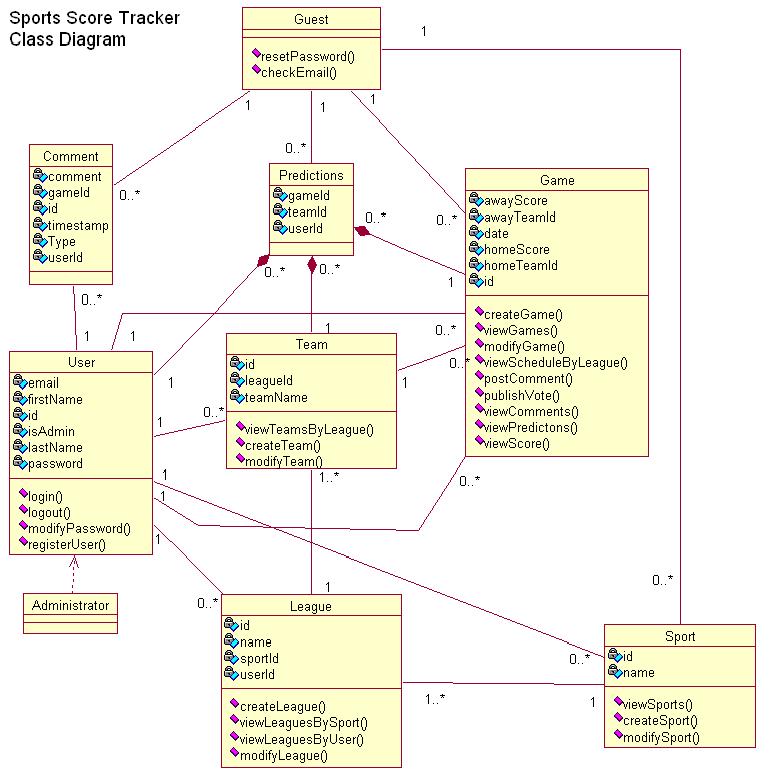 Sports Score Tracker
Class Diagram
Guest
resetPassword()
checkEmail()
1
1
1
1
0..*
0..*
0..*
0..*
Comment
comment
gameId
id
timestamp
Type
userId
0..*
1
Predictions
gameId
teamId
userId
0..*
0..*
0..*
1
1
1
Game
awayScore
awayTeamId
date
homeScore
homeTeamId
id
createGame()
viewGames()
modifyGame()
viewScheduleByLeague()
postComment()
publishVote()
viewComments()
viewPredictons()
viewScore()
1
0..*
0..*
1
0..*
User
email
firstName
id
isAdmin
lastName
password
login()
logout()
modifyPassword()
registerUser()
1
0..*
1
1
1
Team
id
leagueId
teamName
viewTeamsByLeague()
createTeam()
modifyTeam()
1..*
1
Administrator
0..*
League
id
name
sportId
userId
createLeague()
viewLeaguesBySport()
viewLeaguesByUser()
modifyLeague()
1..*
1
0..*
Sport
id
name
viewSports()
createSport()
modifySport()